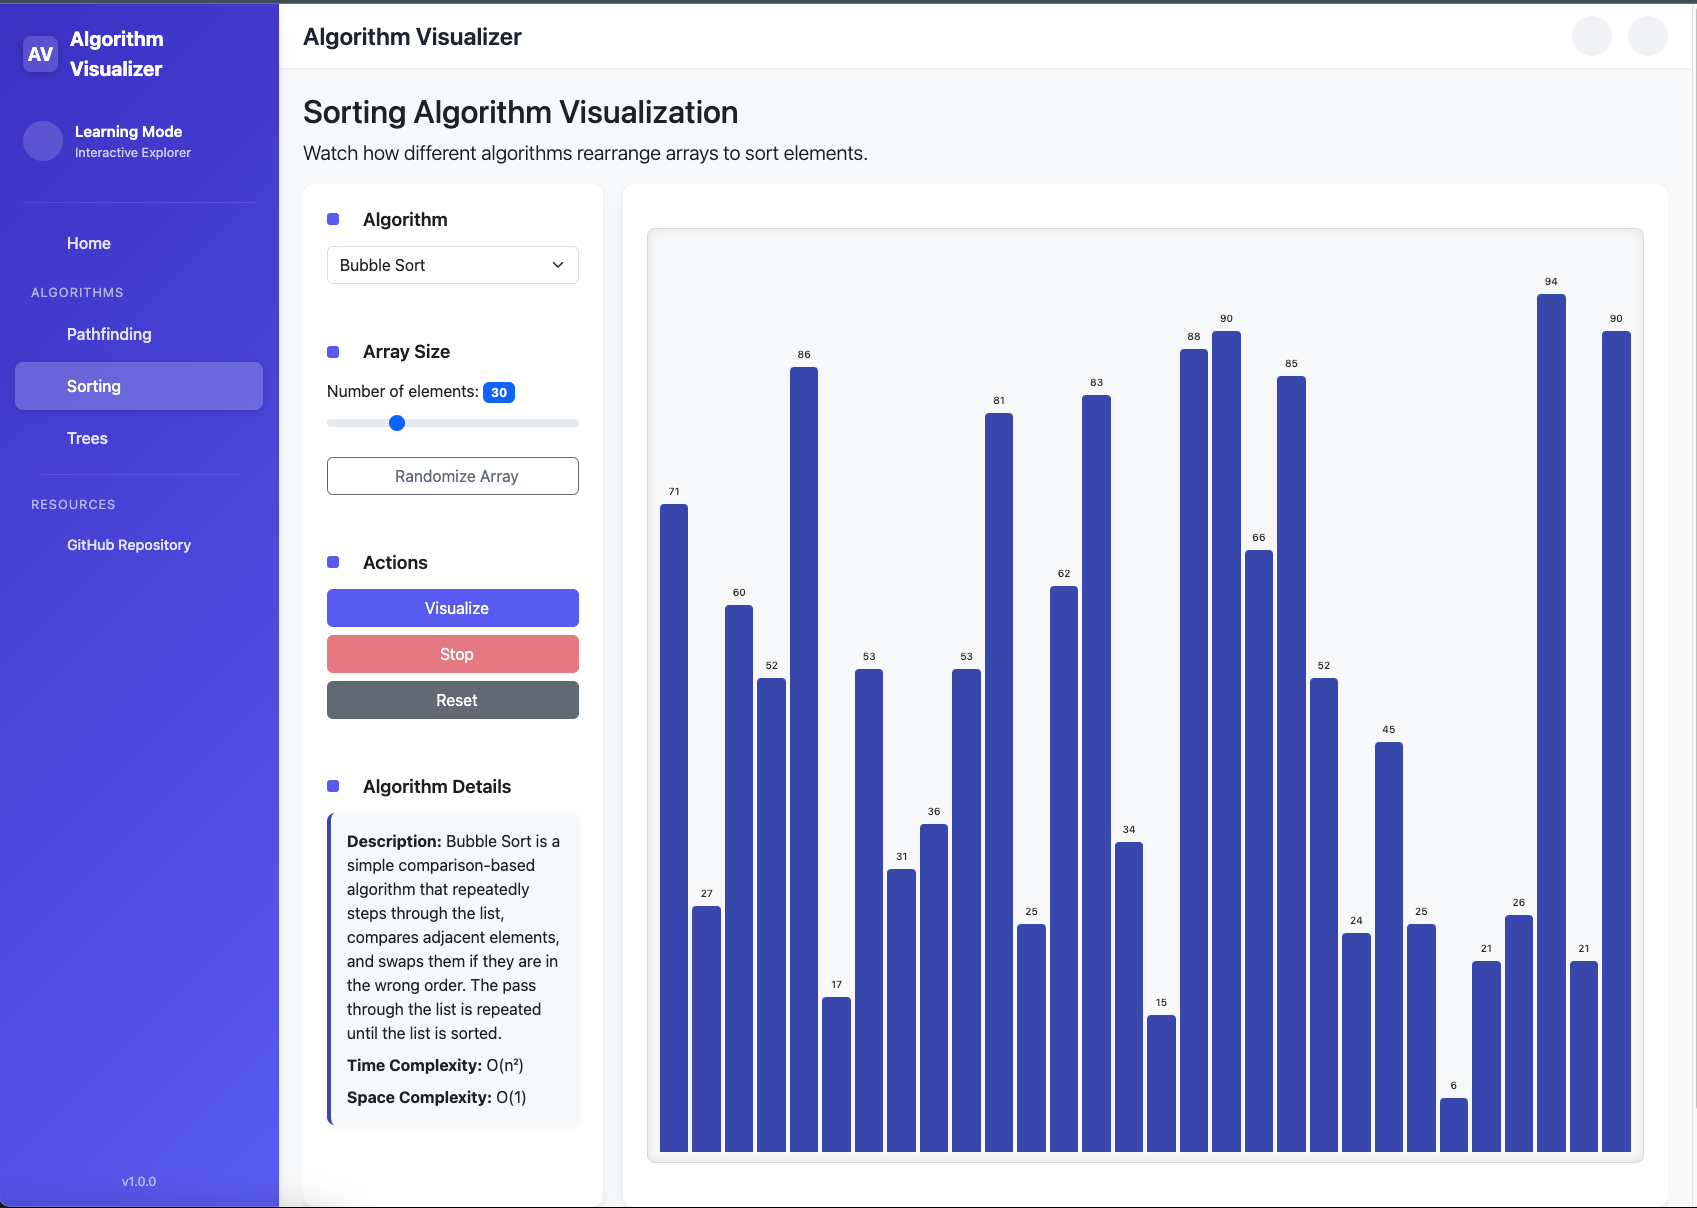 AV
Algorithm
Visualizer
Learning Mode
Interactive Explorer
Home
ALGORITHMS
Pathfinding
Sorting
Trees
RESOURCES
GitHub Repository
v1.0.0
Algorithm Visualizer
Sorting Algorithm Visualization
Watch how different algorithms rearrange arrays to sort elements.
Algorithm
Bubble Sort
Array Size
Number of elements: 30
Randomize Array
Actions
Visualize
Stop
Reset
Algorithm Details
Description: Bubble Sort is a
simple comparison-based
algorithm that repeatedly
steps through the list,
compares adjacent elements,
and swaps them if they are in
the wrong order. The pass
through the list is repeated
until the list is sorted.
Time Complexity: O(n²)
Space Complexity: O(1)
71
27
60
52
86
17
53
31
36
53
81
25
62
83
34
15
88
90
66
85
52
24
45
25
6
21
26
94
21
90